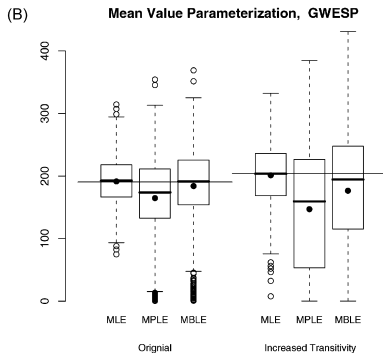 (B)
Mean Value Parameterization, GWESP
400
300
200
100
0
MLE MPLE MBLE MLE MPLE MBLE
Orignial Increased Transitivity